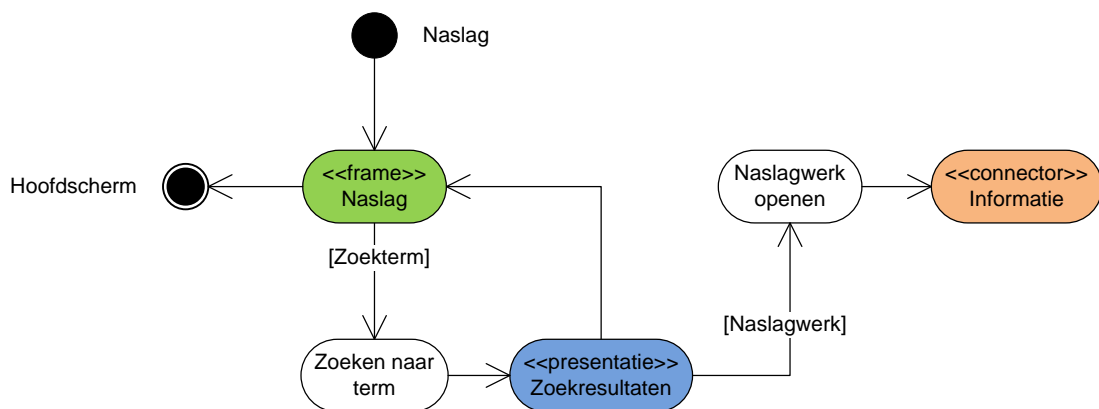 Naslag
Hoofdscherm
<<frame>>
Naslag
Naslagwerk
openen
<<connector>>
Informatie
[Zoekterm]
[Naslagwerk]
Zoeken naar
term
<<presentatie>>
Zoekresultaten